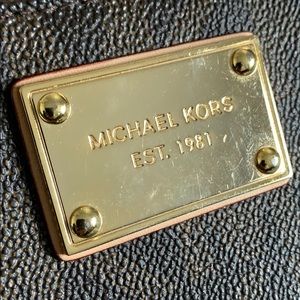 MICHAEL KORS
EST. 1981